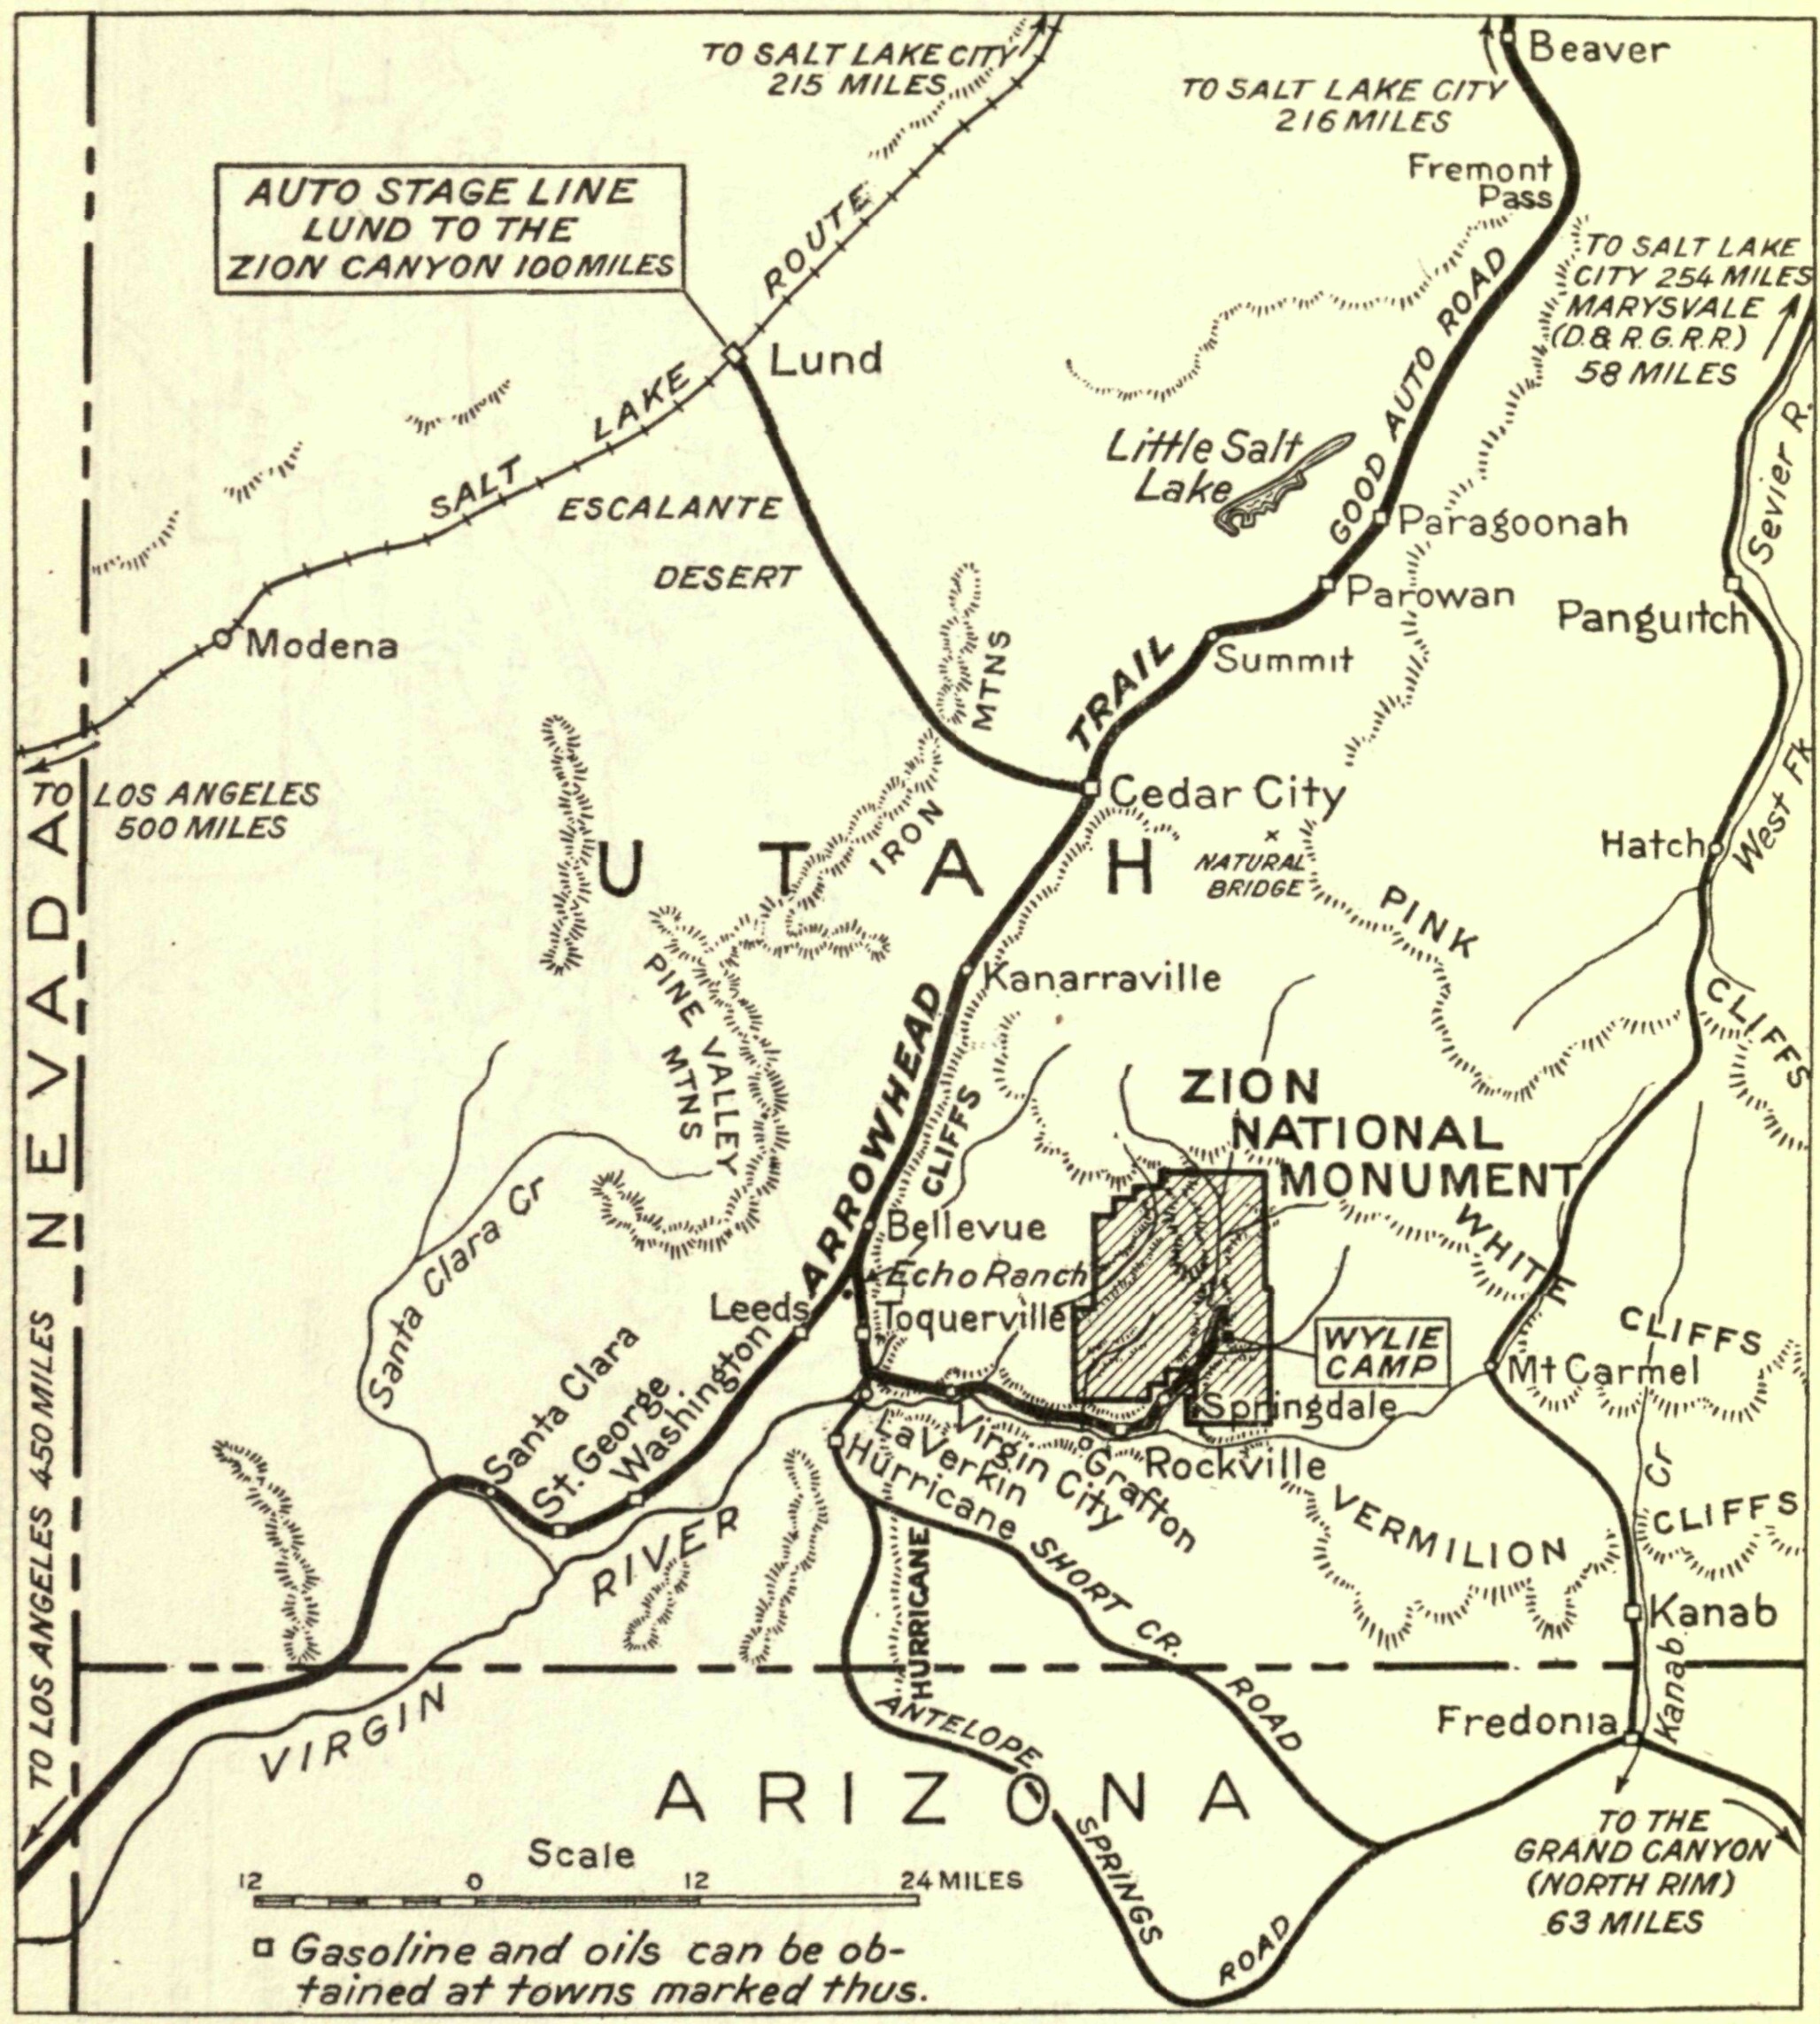 TO SALT LAKE CITY
215 MILES
Beaver
TO SALT LAKE CITY
216 MILES
Fremont
Pass
AUTO STAGE LINE
LUND TO THE
ZION CANYON 100 MILES
TO SALT LAKE
CITY 254 MILES
MARYSVALE
(D. & R. G. R. R.)
58 MILES
SALT LAKE ROUTE
Lund
GOOD AUTO ROAD
Little Salt
Lake
Sevier R.
ESCALANTE
DESERT
Paragoonah
Parowan
Panguitch
Modena
Summit
IRON MTNS
TO LOS ANGELES
500 MILES
ARROWHEAD TRAIL
Cedar City
NATURAL
BRIDGE
Hatch
West Fk
NEVADA
UTAH
PINK CLIFFS
Kanarraville
PINE VALLEY
MTNS
ZION
NATIONAL
MONUMENT
Santa Clara Cr
Bellevue
Echo Ranch
Leeds
Toquerville
WHITE CLIFFS
WYLIE
CAMP
Mt Carmel
Springdale
Santa Clara
St. George
Washington
LaVerkin
Virgin City
Grafton
Rockville
Hurricane
HURRICANE CLIFFS
VERMILION CLIFFS
SHORT CR. ROAD
Kanab
Kanab Cr
VIRGIN RIVER
TO LOS ANGELES 450 MILES
ANTELOPE SPRINGS ROAD
Fredonia
ARIZONA
TO THE
GRAND CANYON
(NORTH RIM)
63 MILES
Scale
12 0 12 24 MILES
Gasoline and oils can be ob-
tained at towns marked thus.